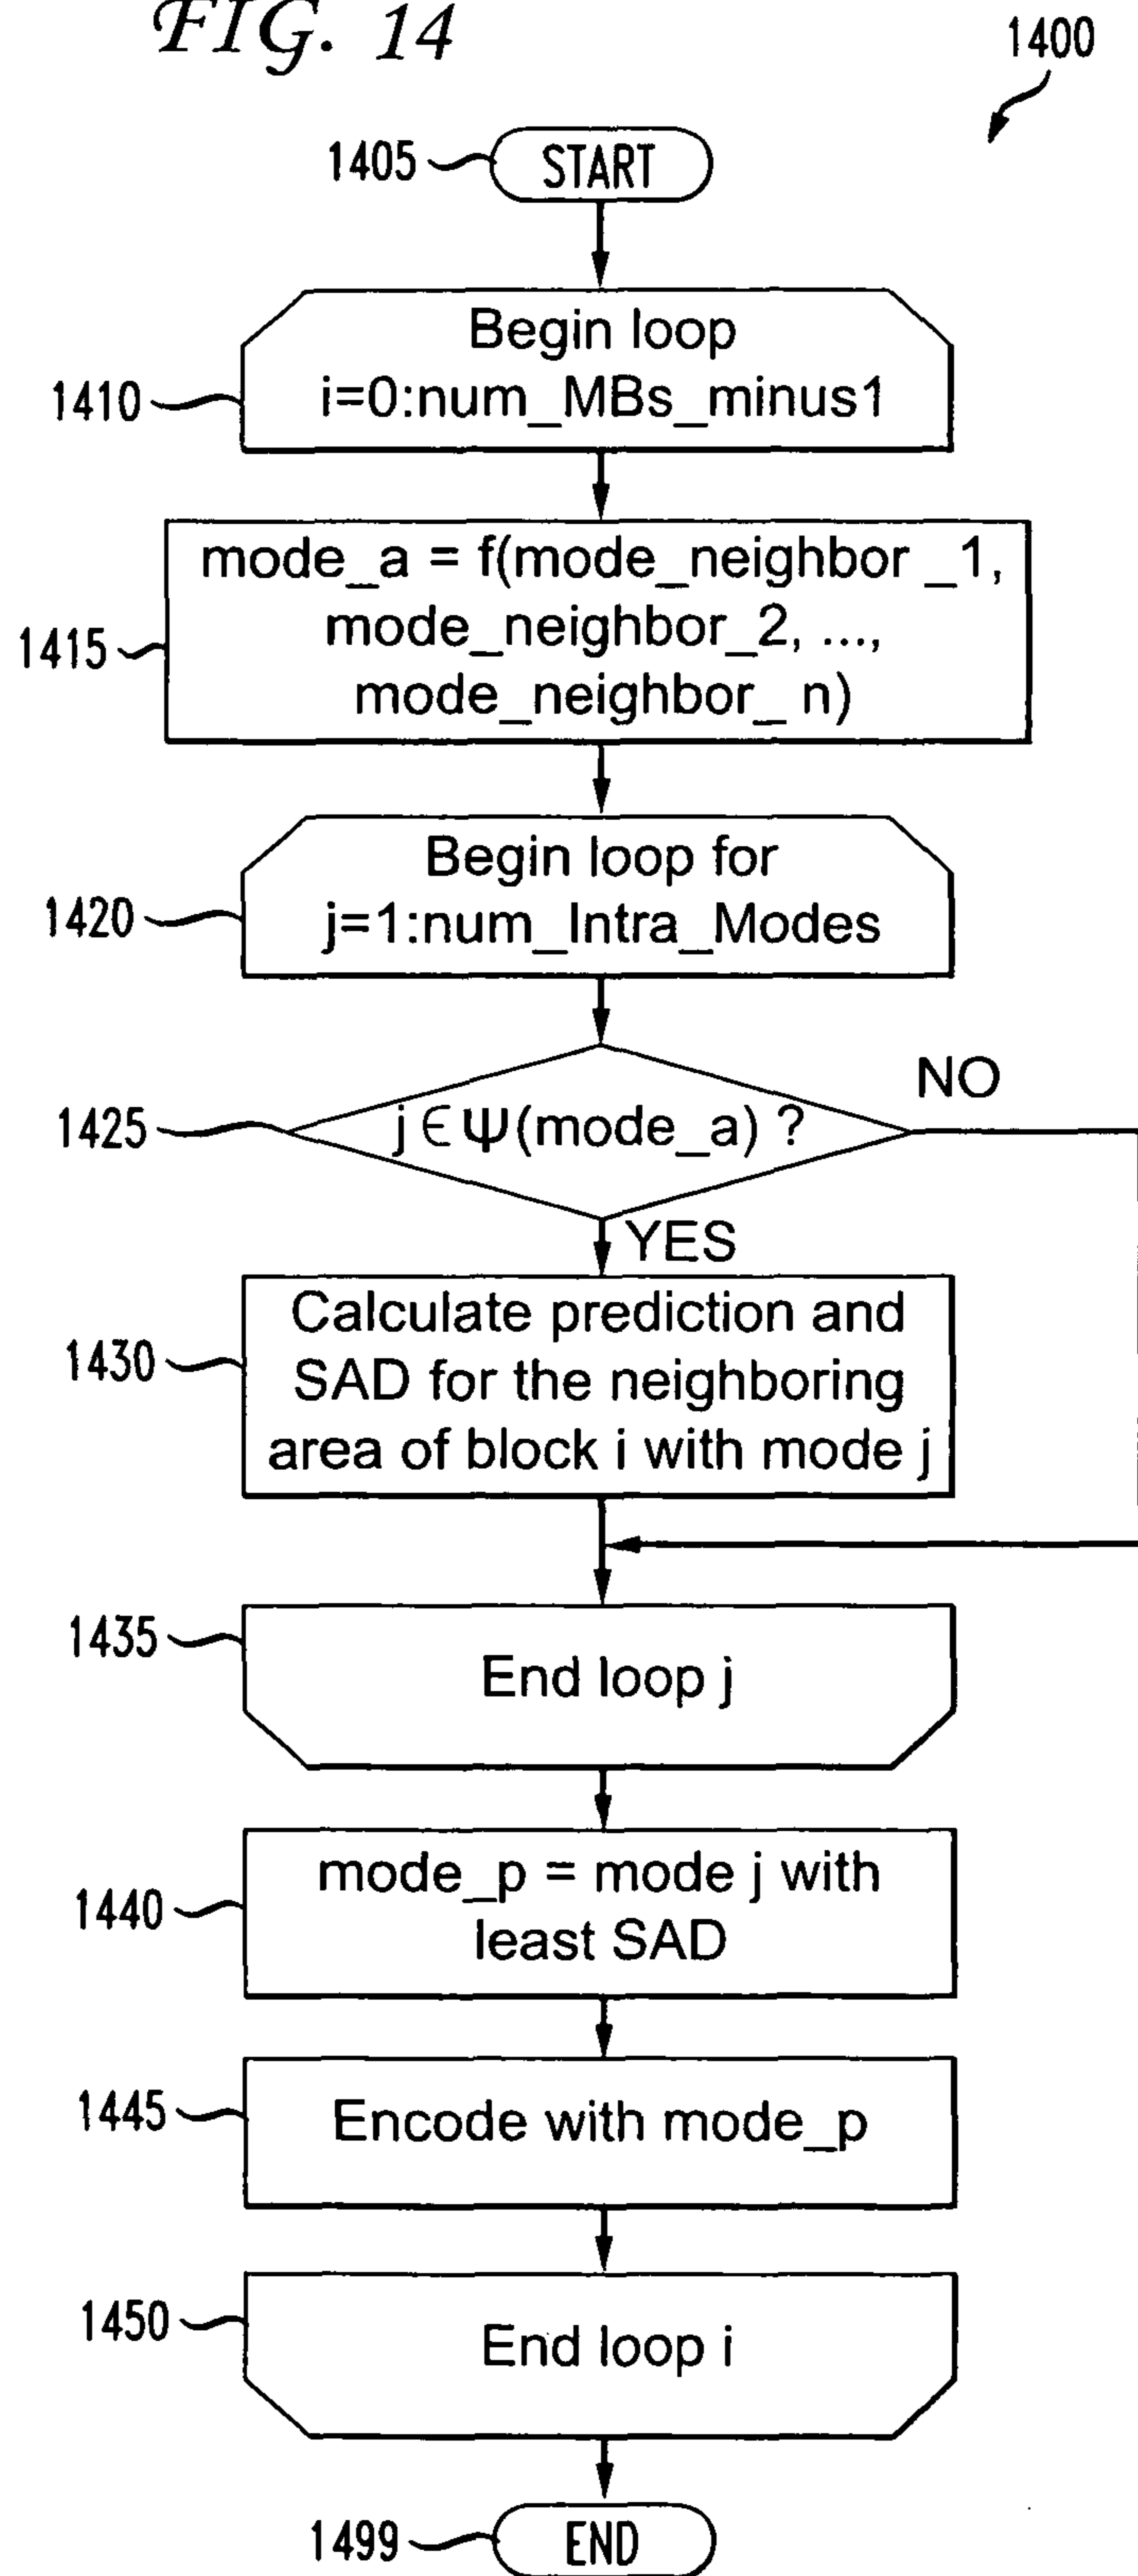 FIG. 14
1400
1405
START
1410
Begin loop
i=0:num_MBs_minus1
1415
mode_a = f(mode_neighbor _1,
mode_neighbor_2, ...,
mode_neighbor_ n)
1420
Begin loop for
j=1:num_Intra_Modes
1425
j ∈ Ψ(mode_a) ?
NO
YES
1430
Calculate prediction and
SAD for the neighboring
area of block i with mode j
1435
End loop j
1440
mode_p = mode j with
least SAD
1445
Encode with mode_p
1450
End loop i
1499
END